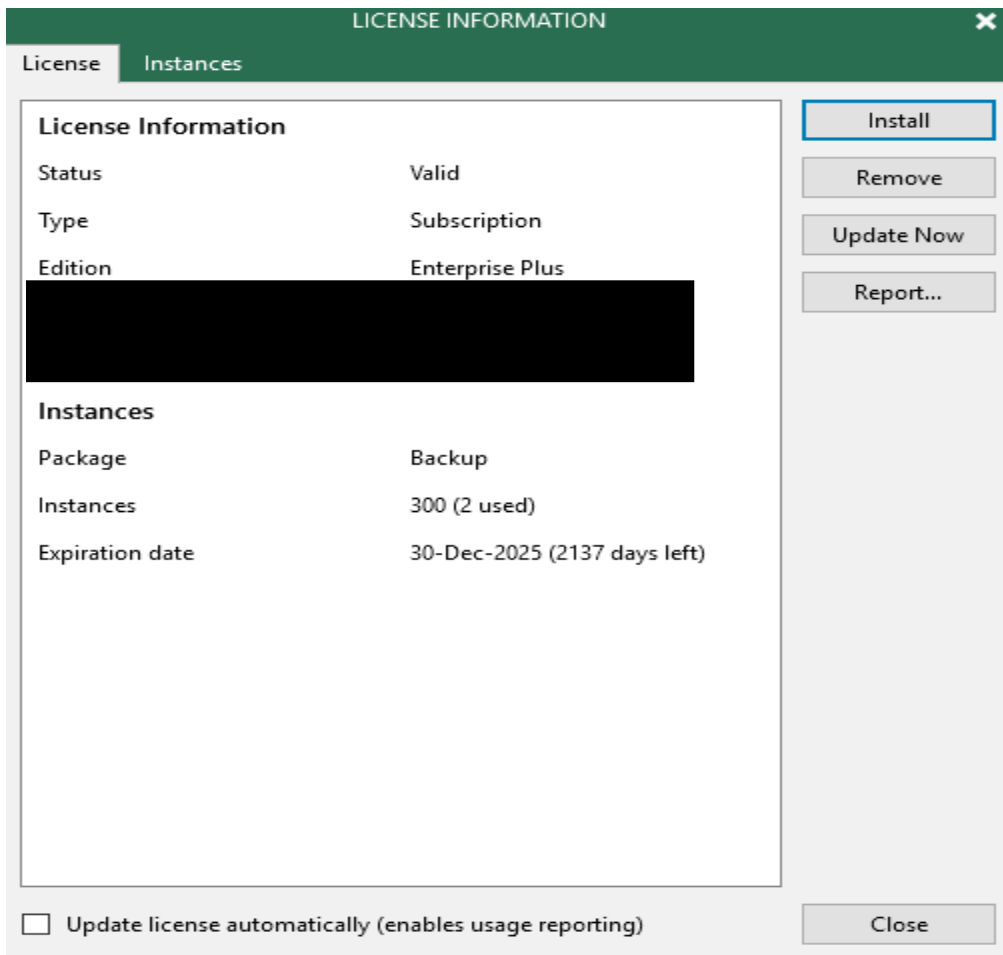 LICENSE INFORMATION
License Instances
License Information
Status Valid
Type Subscription
Edition Enterprise Plus
Instances
Package Backup
Instances 300 (2 used)
Expiration date 30-Dec-2025 (2137 days left)
Install
Remove
Update Now
Report...
Update license automatically (enables usage reporting)
Close